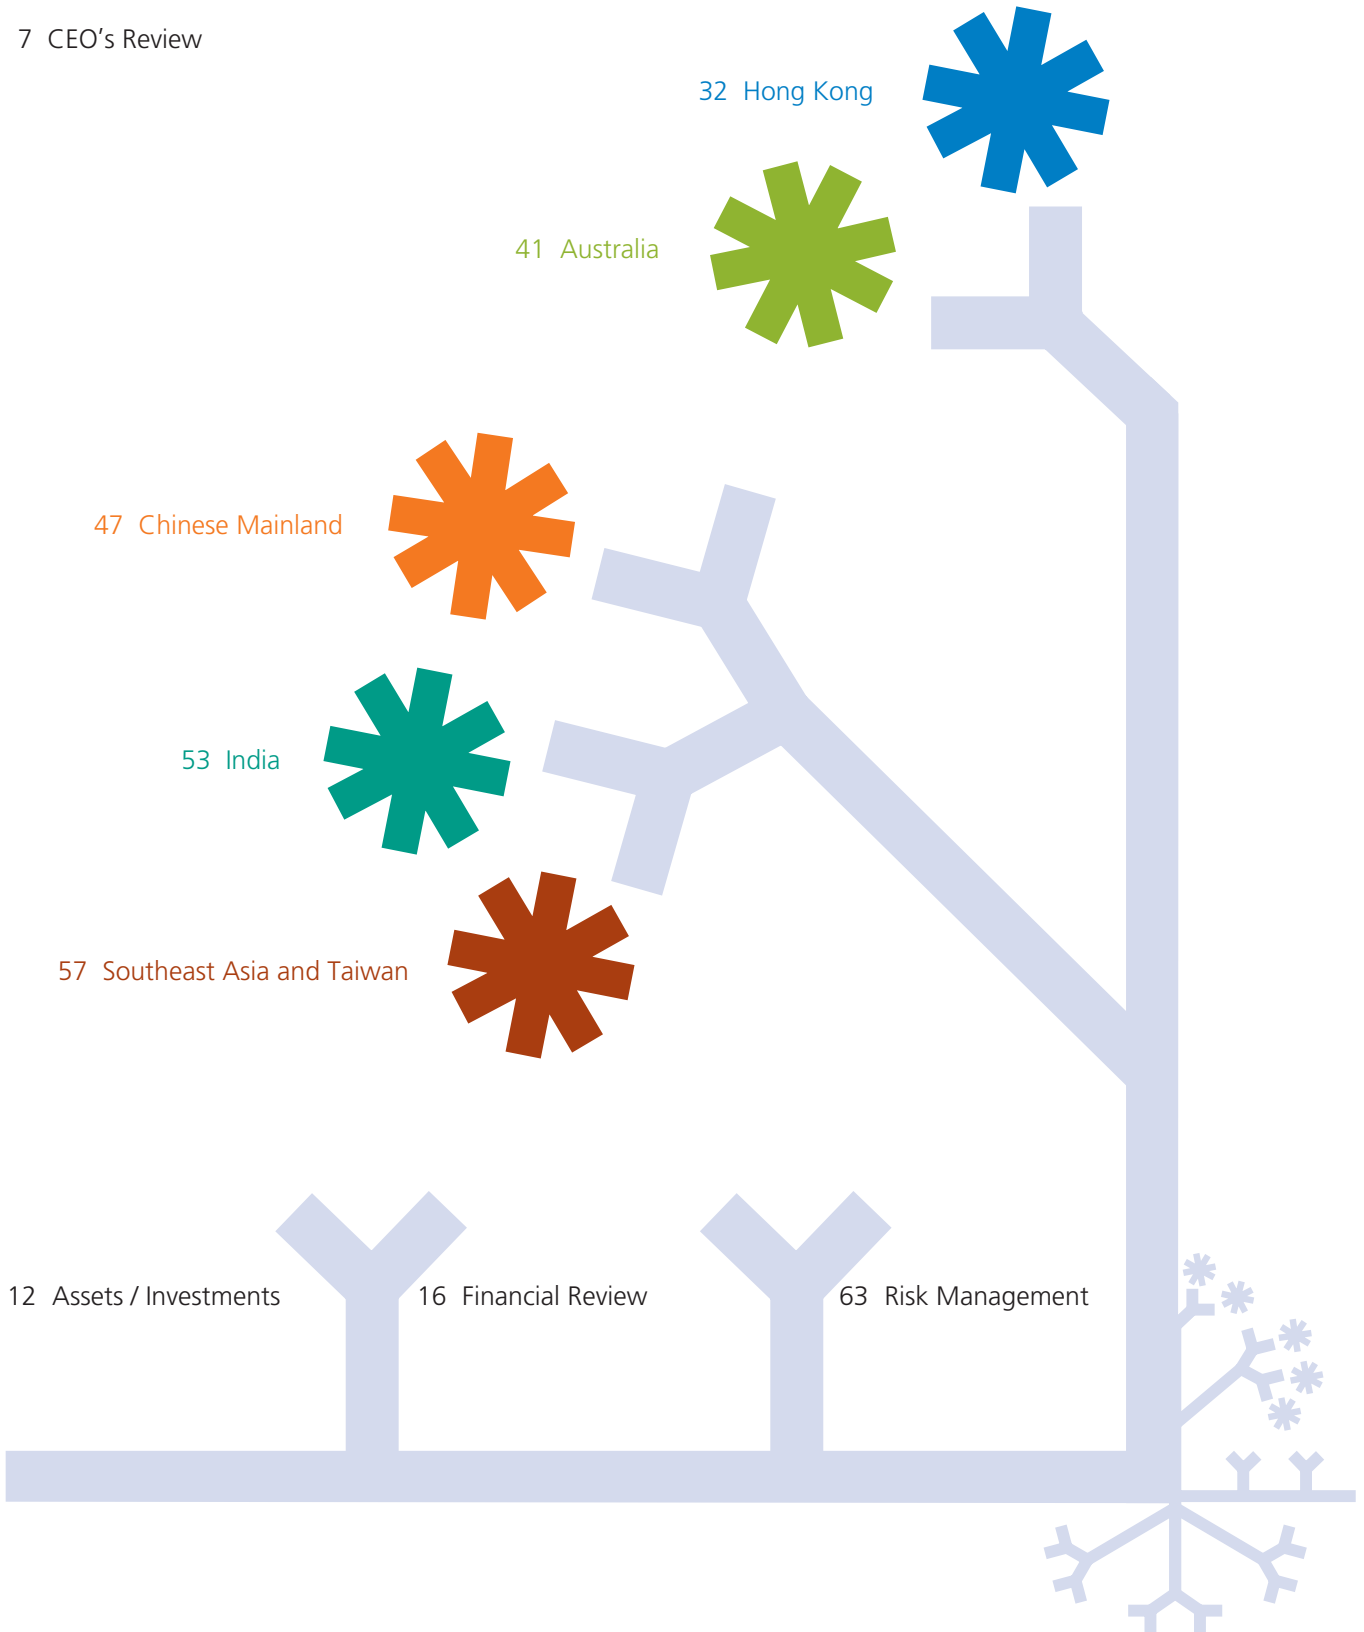 7 CEO’s Review
32 Hong Kong
41 Australia
47 Chinese Mainland
53 India
57 Southeast Asia and Taiwan
12 Assets / Investments
16 Financial Review
63 Risk Management